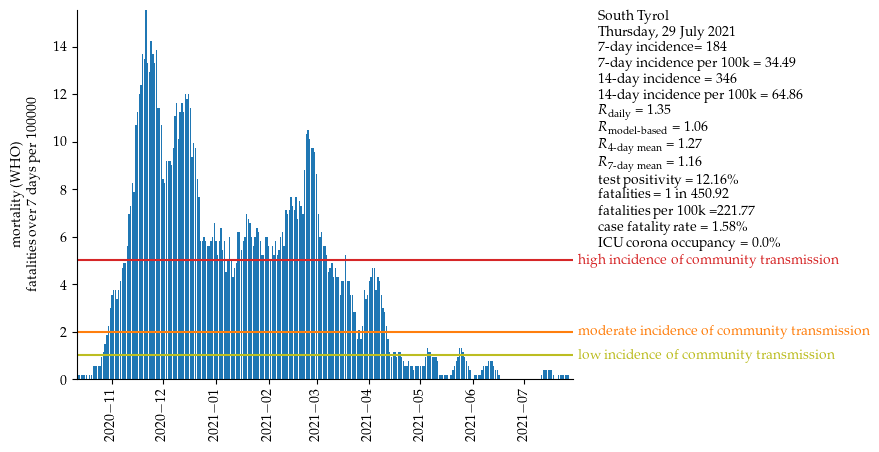 South Tyrol
Thursday, 29 July 2021
7-day incidence= 184
7-day incidence per 100k = 34.49
14-day incidence = 346
14-day incidence per 100k = 64.86
R_daily = 1.35
R_model-based = 1.06
R_4-day mean = 1.27
R_7-day mean = 1.16
test positivity = 12.16%
fatalities = 1 in 450.92
fatalities per 100k =221.77
case fatality rate = 1.58%
ICU corona occupancy = 0.0%
high incidence of community transmission
moderate incidence of community transmission
low incidence of community transmission
mortality (WHO)
fatalities over 7 days per 100000
14
12
10
8
6
4
2
0
2020−11
2020−12
2021−01
2021−02
2021−03
2021−04
2021−05
2021−06
2021−07